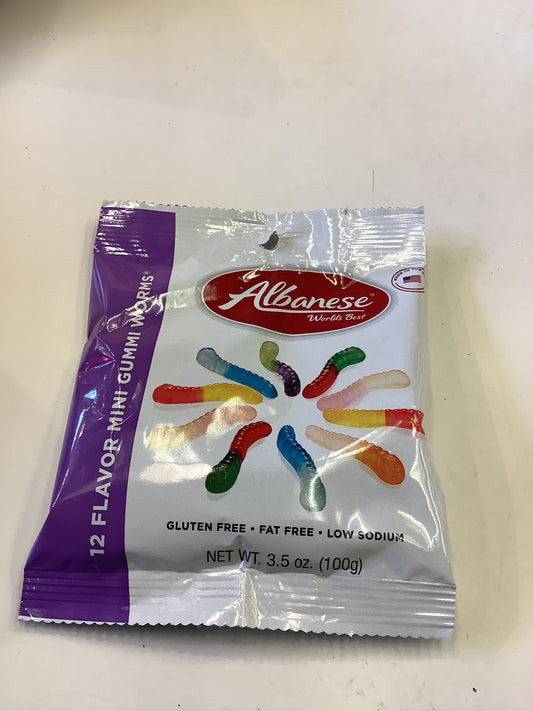 12 FLAVOR MINI GUMMI WORMS®
Albanese®
World's Best
GLUTEN FREE • FAT FREE • LOW SODIUM
NET WT. 3.5 oz. (100g)